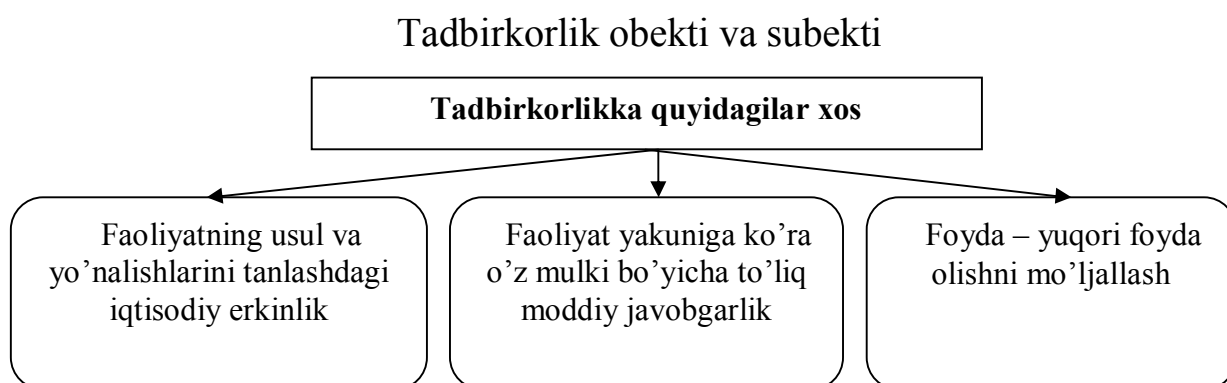 Tadbirkorlik obekti va subekti
Tadbirkorlikka quyidagilar xos
Faoliyatning usul va
yo’nalishlarini tanlashdagi
iqtisodiy erkinlik
Faoliyat yakuniga ko’ra
o’z mulki bo’yicha to’liq
moddiy javobgarlik
Foyda – yuqori foyda
olishni mo’ljallash